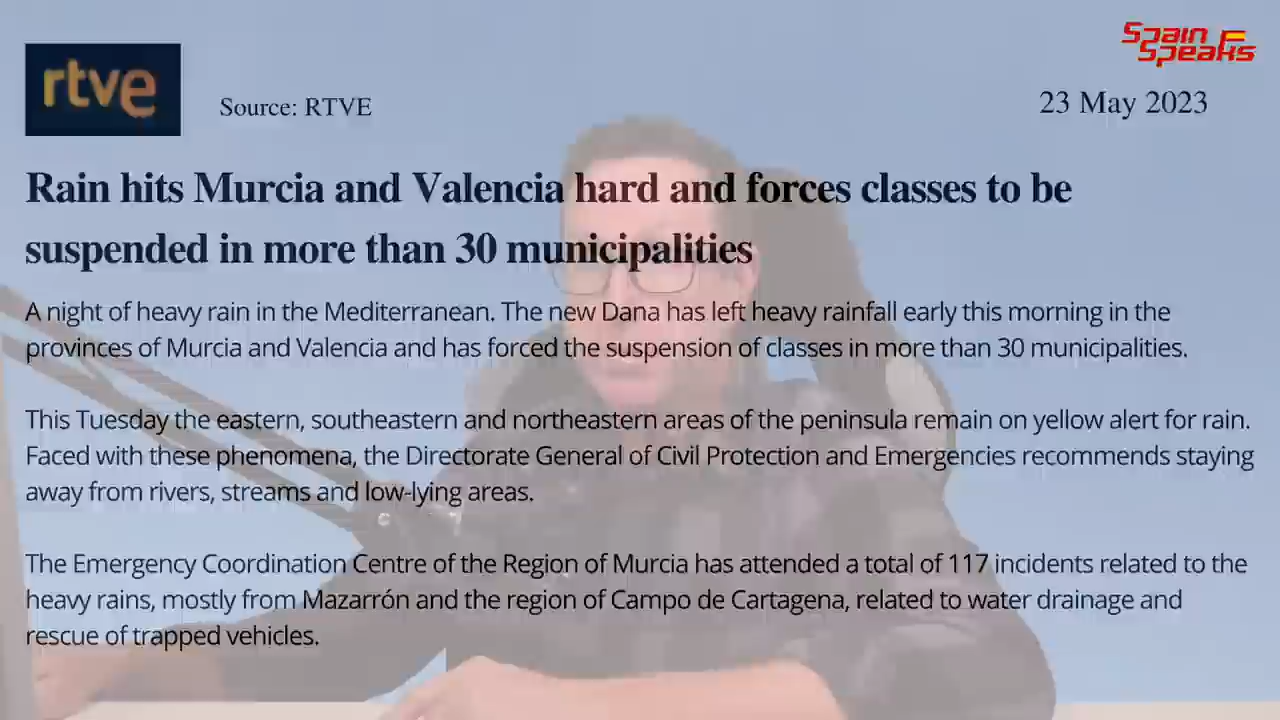 Spain
Speaks
rtve
Source: RTVE
23 May 2023
Rain hits Murcia and Valencia hard and forces classes to be
suspended in more than 30 municipalities
A night of heavy rain in the Mediterranean. The new Dana has left heavy rainfall early this morning in the
provinces of Murcia and Valencia and has forced the suspension of classes in more than 30 municipalities.
This Tuesday the eastern, southeastern and northeastern areas of the peninsula remain on yellow alert for rain.
Faced with these phenomena, the Directorate General of Civil Protection and Emergencies recommends staying
away from rivers, streams and low-lying areas.
The Emergency Coordination Centre of the Region of Murcia has attended a total of 117 incidents related to the
heavy rains, mostly from Mazarrón and the region of Campo de Cartagena, related to water drainage and
rescue of trapped vehicles.